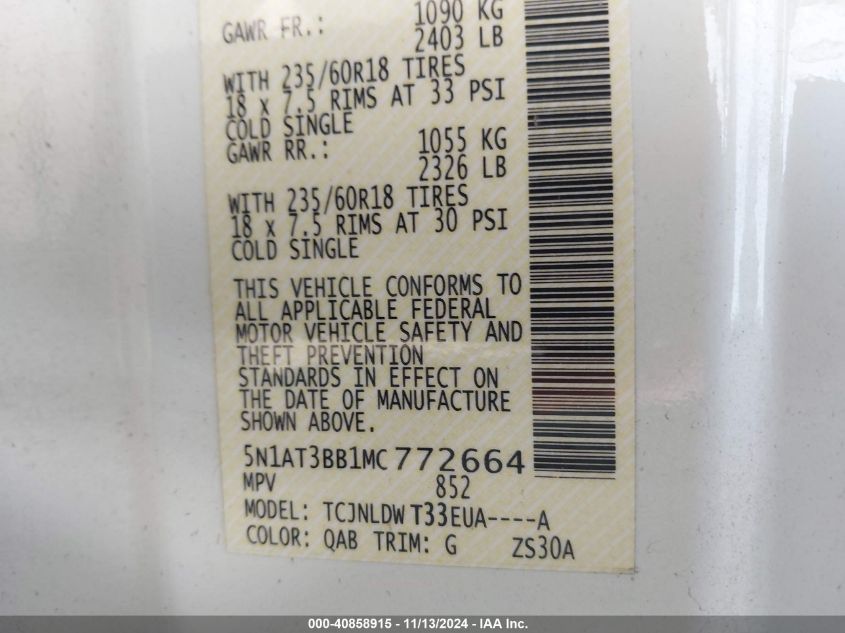 1090 KG
GAWR FR.: 2403 LB
WITH 235/60R18 TIRES
18 x 7.5 RIMS AT 33 PSI
COLD SINGLE
GAWR RR.: 1055 KG
2326 LB
WITH 235/60R18 TIRES
18 x 7.5 RIMS AT 30 PSI
COLD SINGLE
THIS VEHICLE CONFORMS TO
ALL APPLICABLE FEDERAL
MOTOR VEHICLE SAFETY AND
THEFT PREVENTION
STANDARDS IN EFFECT ON
THE DATE OF MANUFACTURE
SHOWN ABOVE.
5N1AT3BB1MC772664
MPV 852
MODEL: TCJNLDWT33EUA----A
COLOR: QAB TRIM: G ZS30A
000-40858915 - 11/13/2024 - IAA Inc.